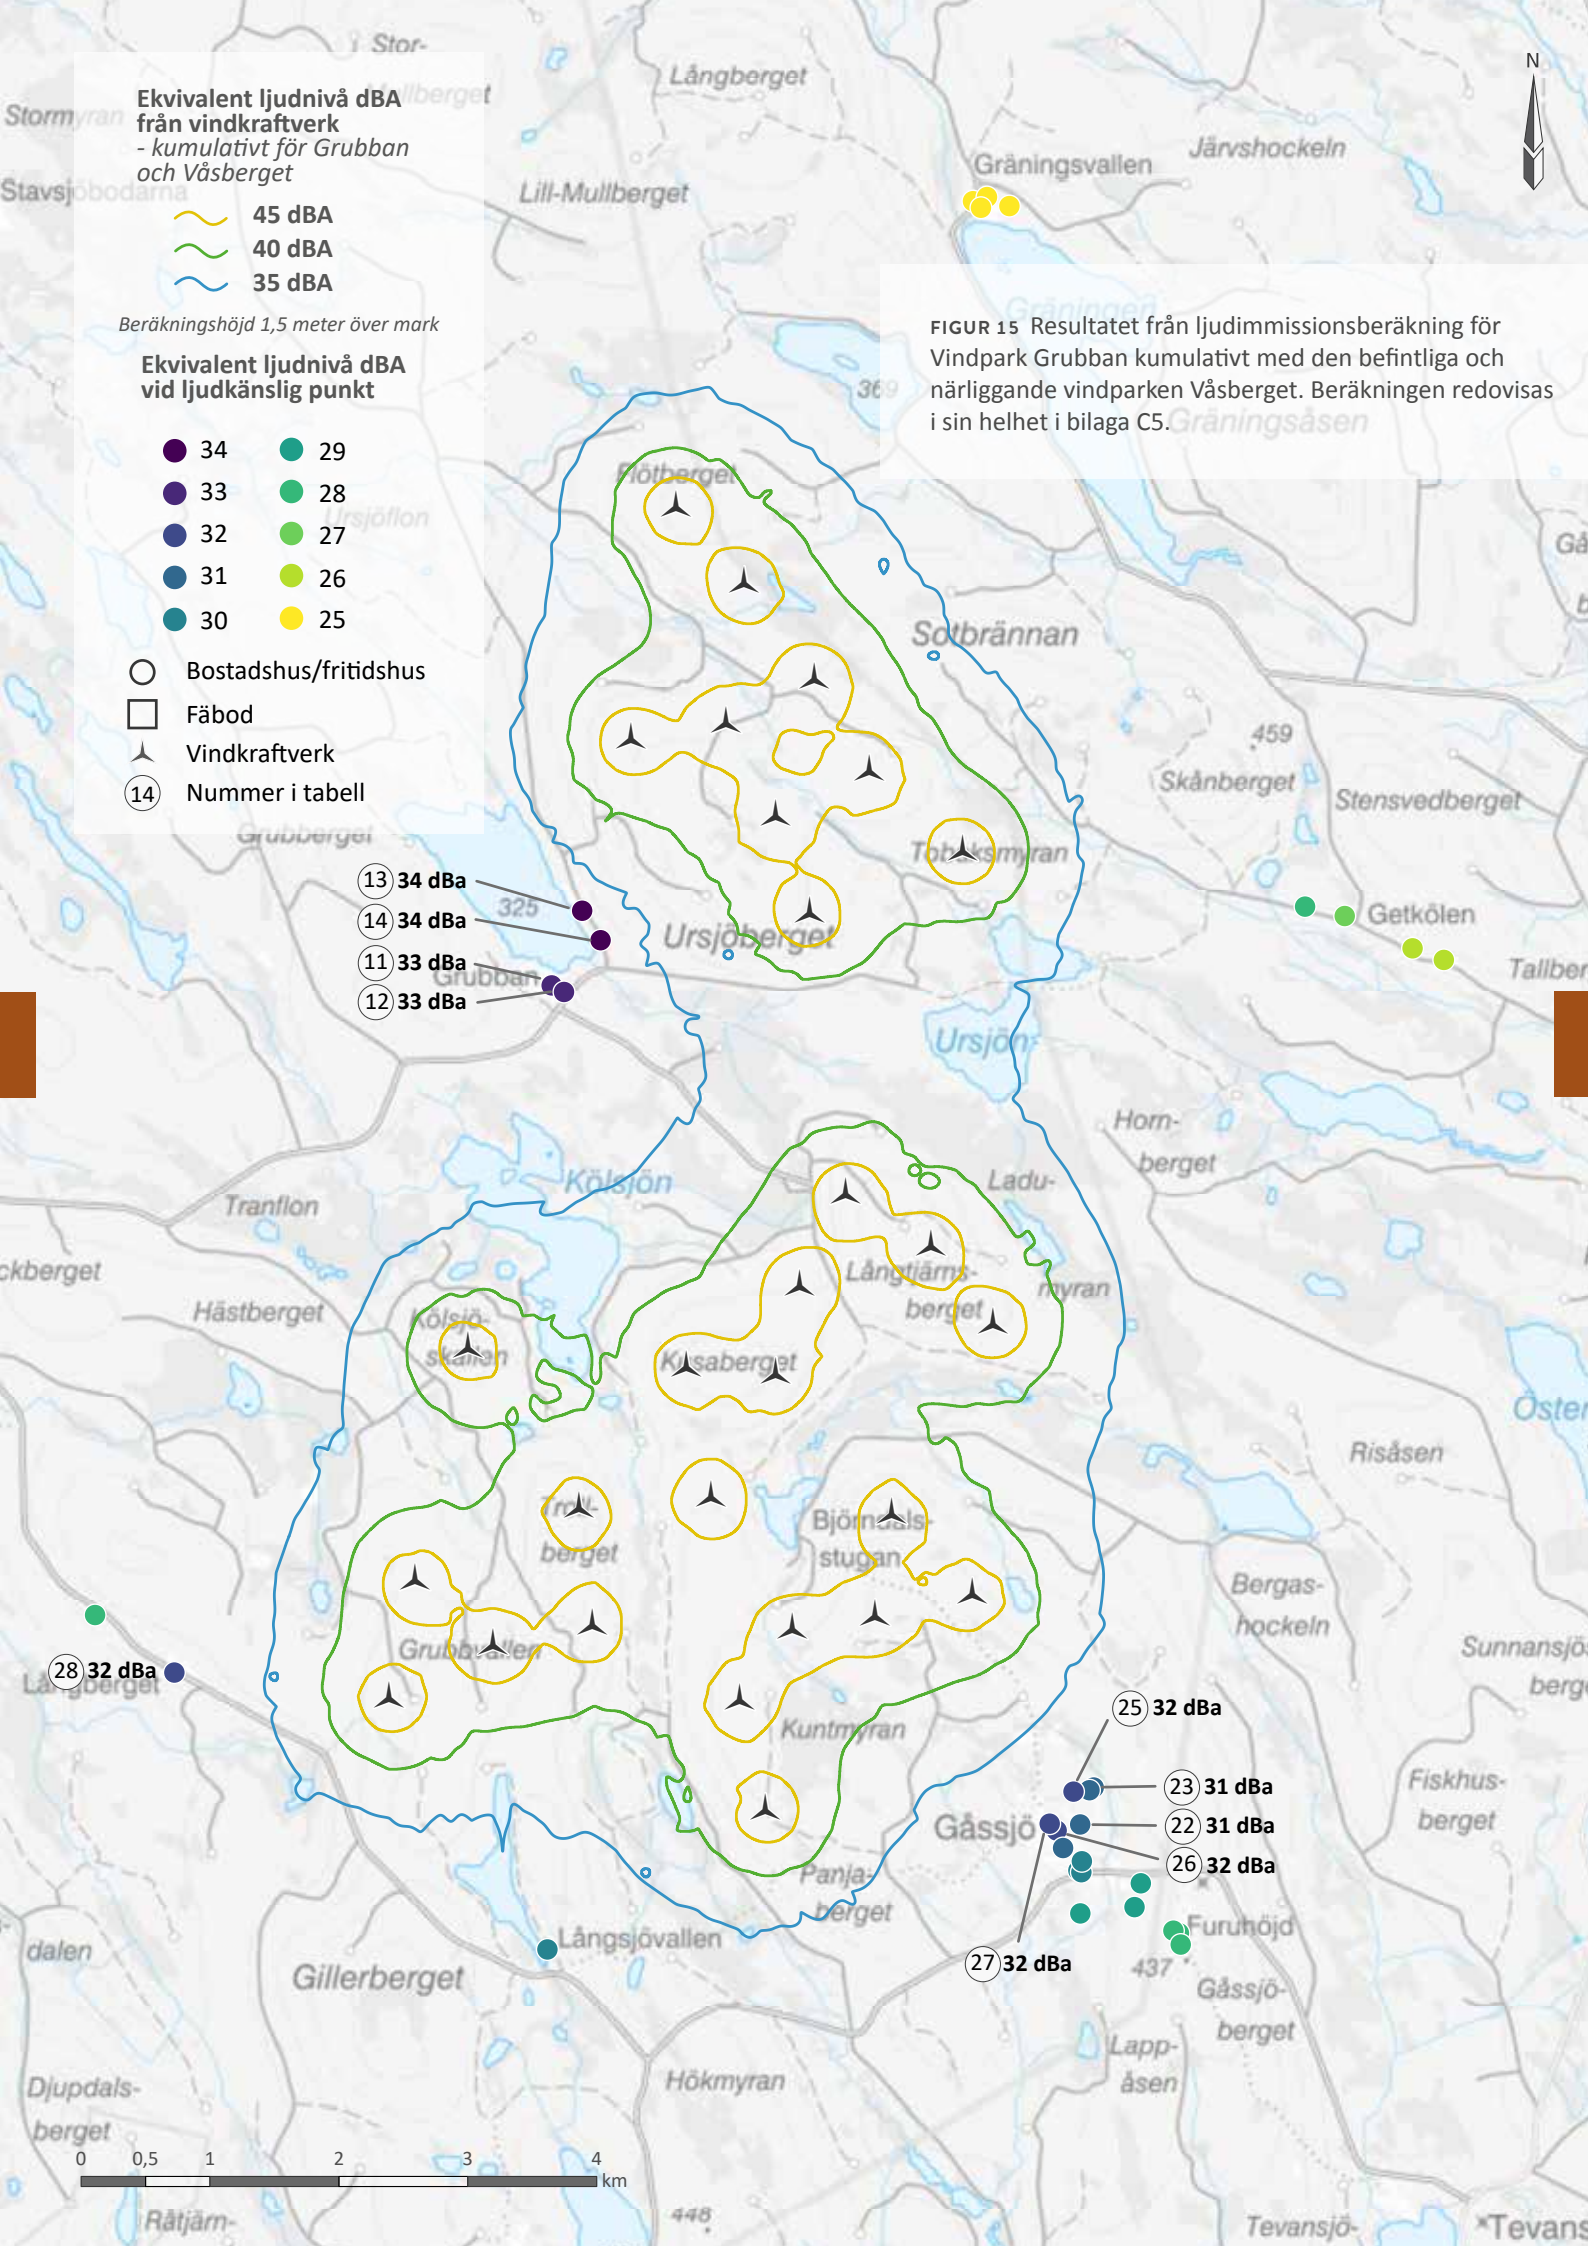 Ekvivalent ljudnivå dBA
från vindkraftverk
- kumulativt för Grubban
och Våsberget
45 dBA
40 dBA
35 dBA
Beräkningshöjd 1,5 meter över mark
Ekvivalent ljudnivå dBA
vid ljudkänslig punkt
34
29
33
28
32
27
31
26
30
25
Bostadshus/fritidshus
Fäbod
Vindkraftverk
14 Nummer i tabell
N
FIGUR 15 Resultatet från ljudimmissionsberäkning för
Vindpark Grubban kumulativt med den befintliga och
närliggande vindparken Våsberget. Beräkningen redovisas
i sin helhet i bilaga C5.
Stor-
Mullberget
Stormyran
Stavsjöbodarna
Långberget
Lill-Mullberget
Gräningsvallen
Järvshockeln
Gräningen
369
Gräningsåsen
Ursjöflon
Flötberget
Sotbrännan
459
Skånberget
Stensvedberget
Grubberget
325
Tobaksmyran
Ursjöberget
Getkölen
Grubban
13 34 dBa
14 34 dBa
11 33 dBa
12 33 dBa
Ursjön
Horn-
berget
Kölsjön
Tranflon
Ladu-
myran
Hästberget
Kölsjö-
skallen
Långtjärns-
berget
Kusaberget
Risåsen
Troll-
berget
Björndals-
stugan
Bergas-
hockeln
Grubbvallen
Långberget
28 32 dBa
Kuntmyran
25 32 dBa
23 31 dBa
22 31 dBa
26 32 dBa
27 32 dBa
Gåssjö
Fiskhus-
berget
Panja-
berget
Furuhöjd
437
Gåssjö-
berget
Långsjövallen
dalen
Gillerberget
Lapp-
åsen
Hökmyran
Djupdals-
berget
0 0,5 1 2 3 4
km
448
Råtjärn-
Tevansjö-